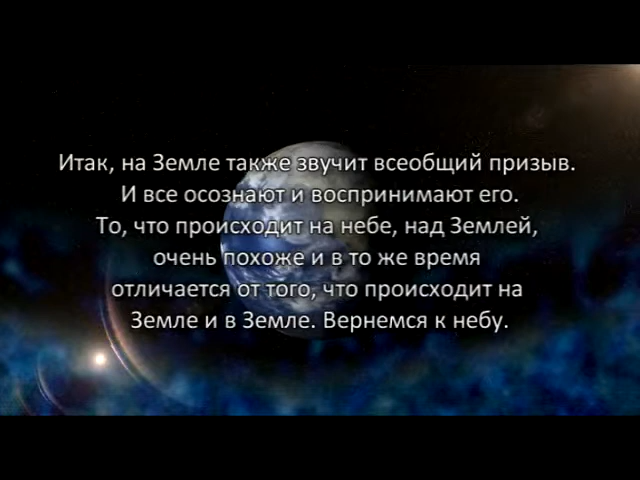 Итак, на Земле также звучит всеобщий призыв.
И все осознают и воспринимают его.
То, что происходит на небе, над Землей,
очень похоже и в то же время
отличается от того, что происходит на
Земле и в Земле. Вернемся к небу.